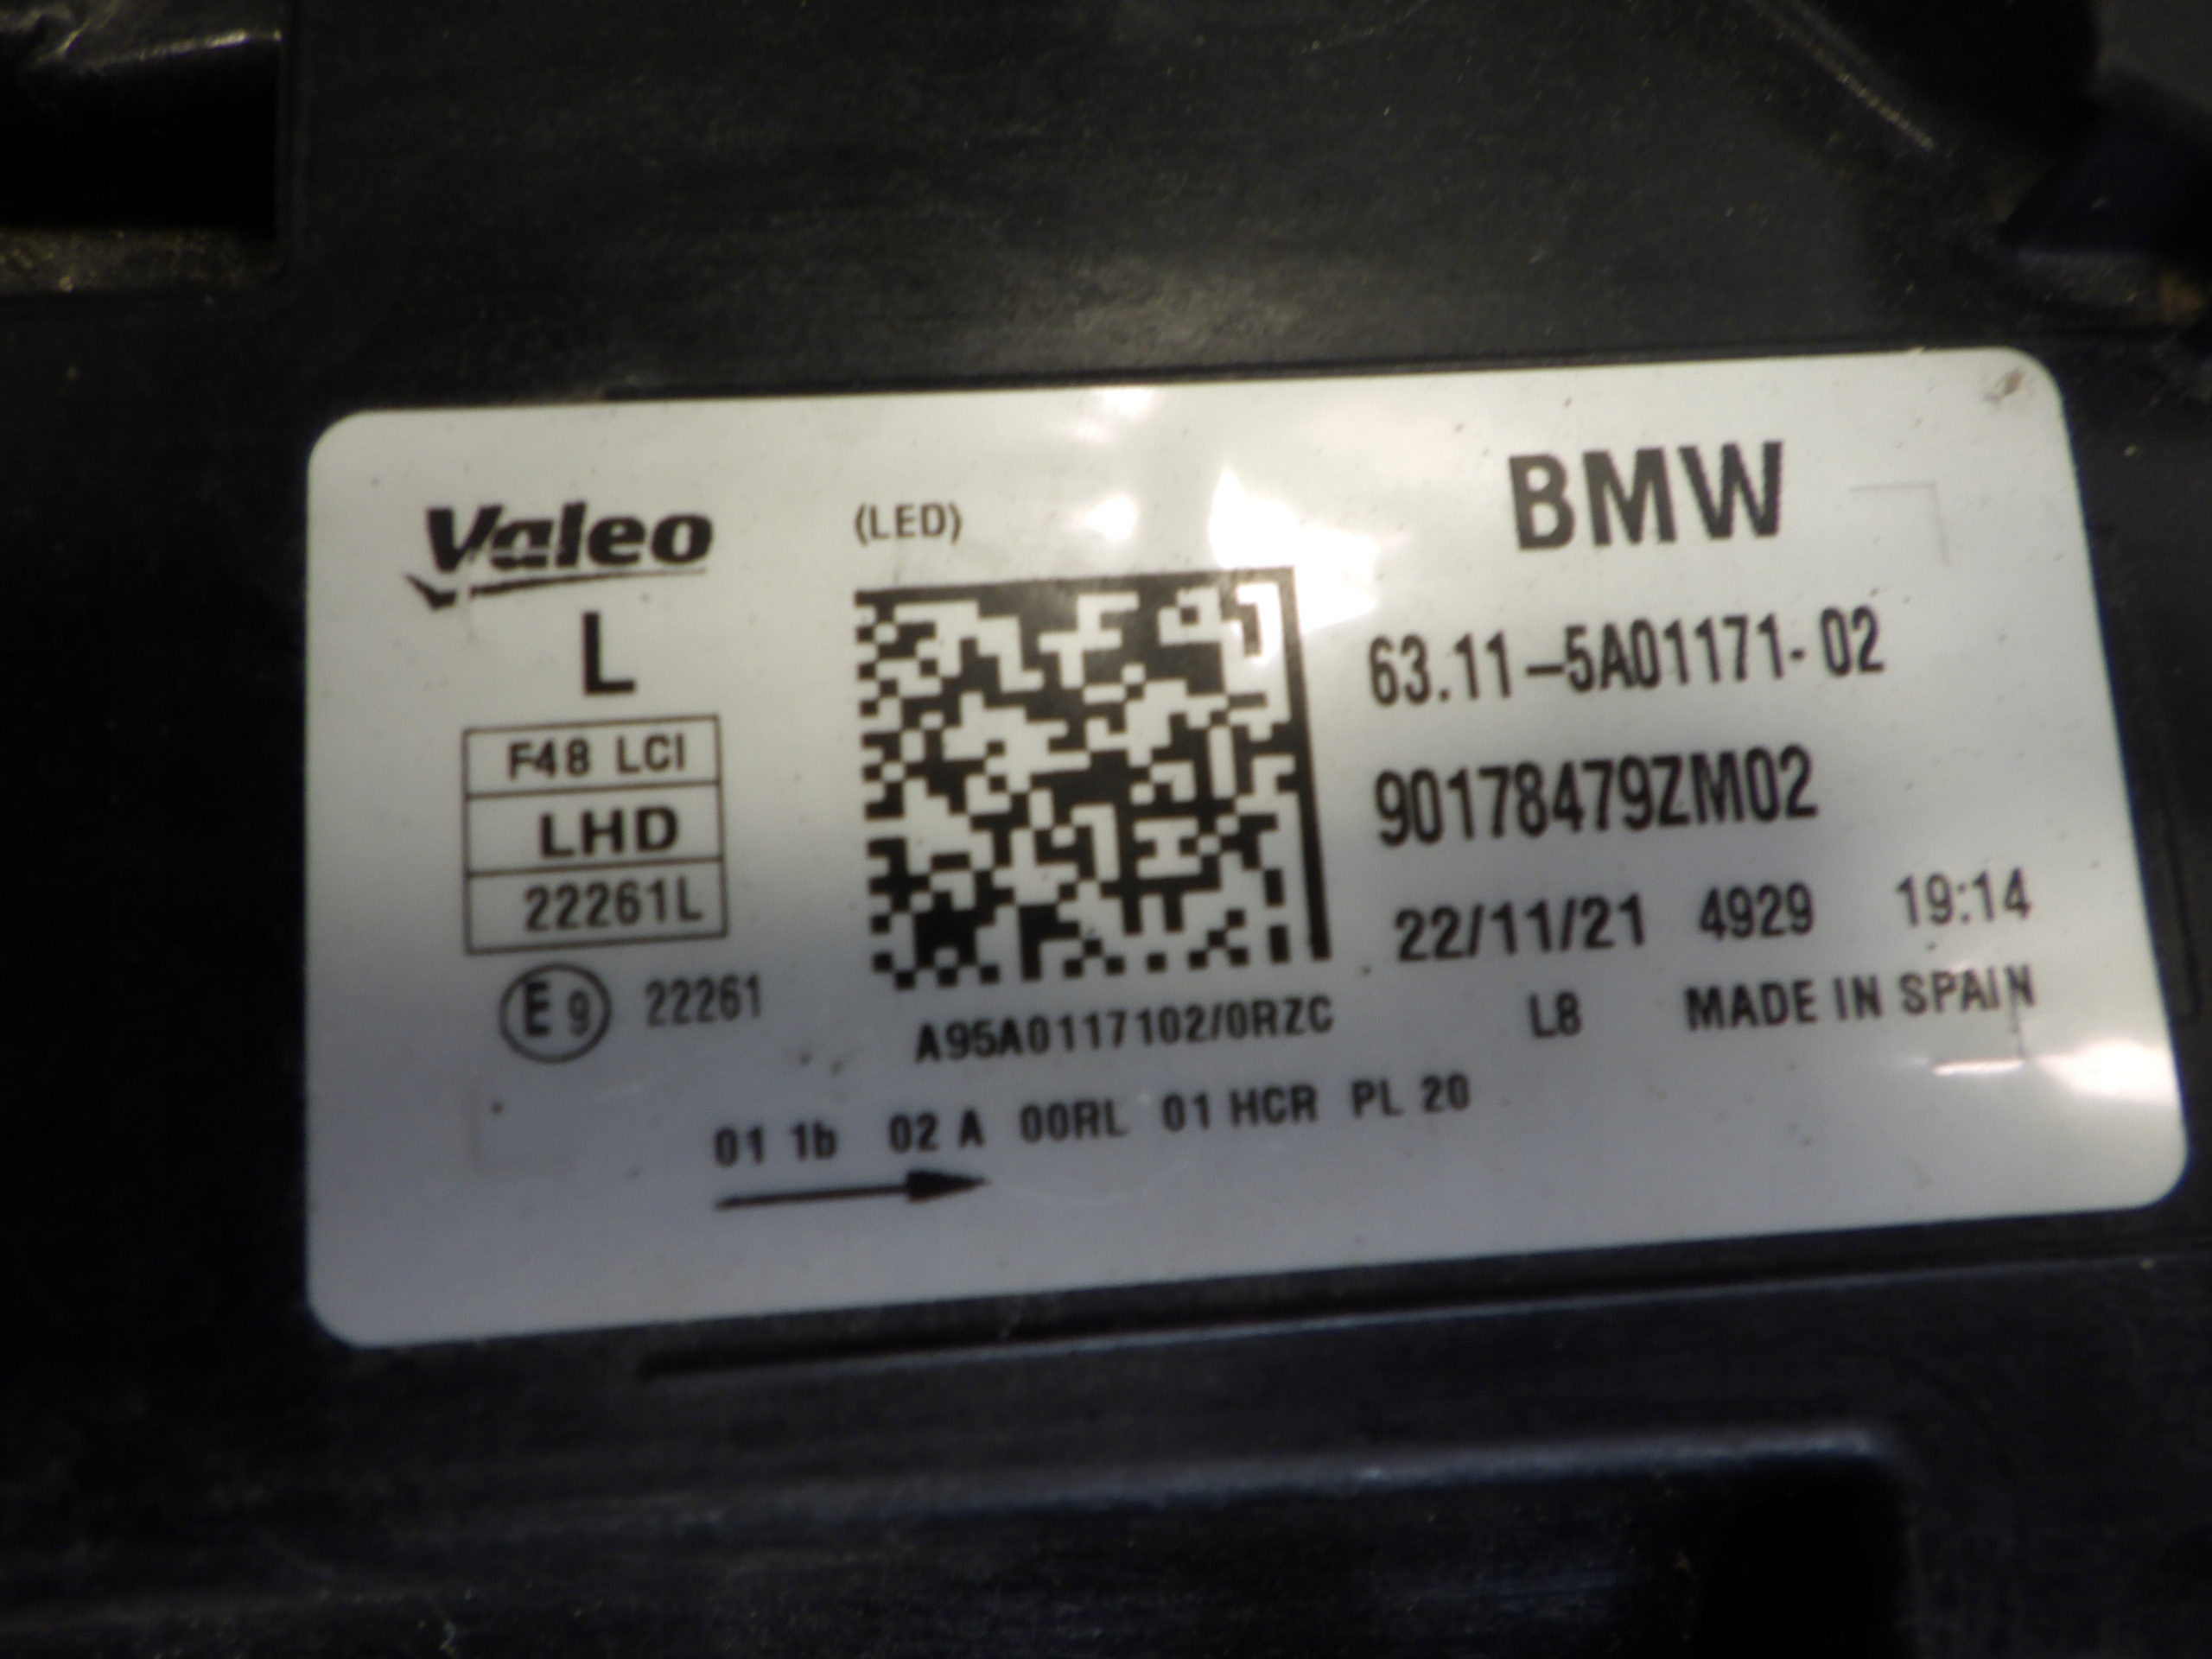 Valeo (LED) BMW
L
63.11-5A01171-02
F48 LCI
LHD
90178479ZM02
22261L
22/11/21 4929 19:14
E9 22261
A95A0117102/0RZC L8 MADE IN SPAIN
01 1b 02 A 00RL 01 HCR PL 20